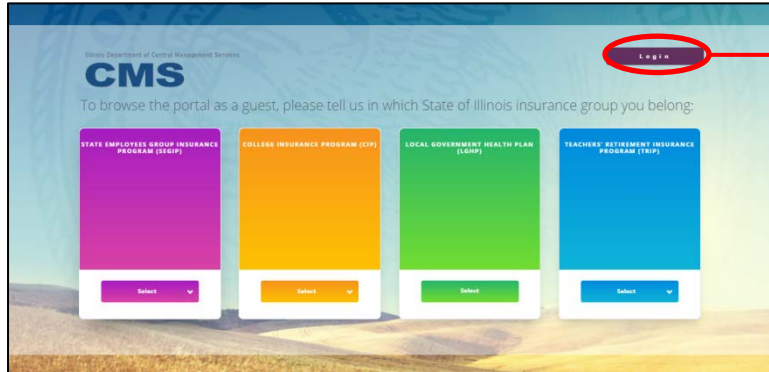 Illinois Department of Central Management Services
CMS
Login
To browse the portal as a guest, please tell us in which State of Illinois insurance group you belong:
STATE EMPLOYEES GROUP INSURANCE
PROGRAM (SEGIP)
COLLEGE INSURANCE PROGRAM (CIP)
LOCAL GOVERNMENT HEALTH PLAN
(LGHP)
TEACHERS' RETIREMENT INSURANCE
PROGRAM (TRIP)
Select
Select
Select
Select